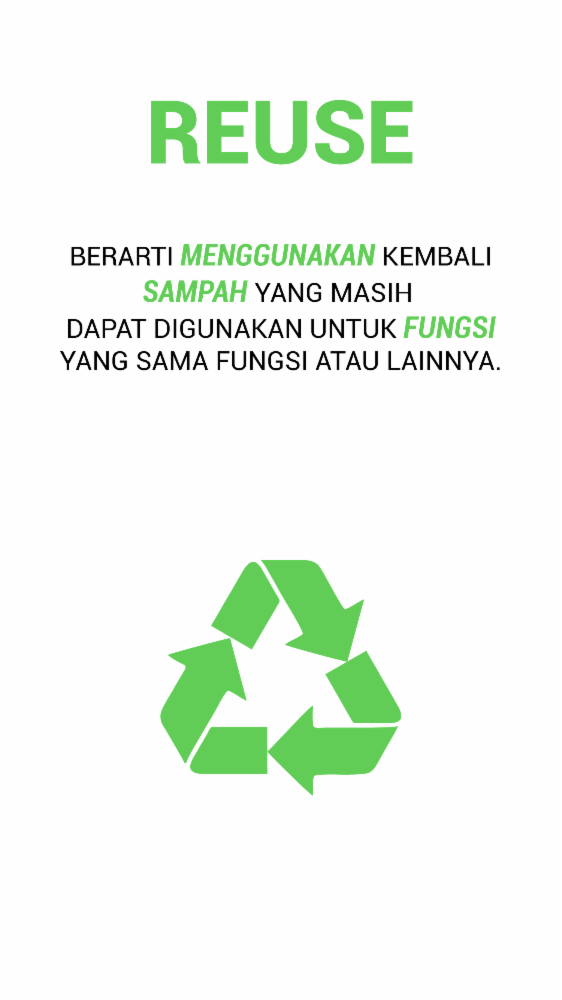 REUSE
BERARTI MENGGUNAKAN KEMBALI
SAMPAH YANG MASIH
DAPAT DIGUNAKAN UNTUK FUNGSI
YANG SAMA FUNGSI ATAU LAINNYA.